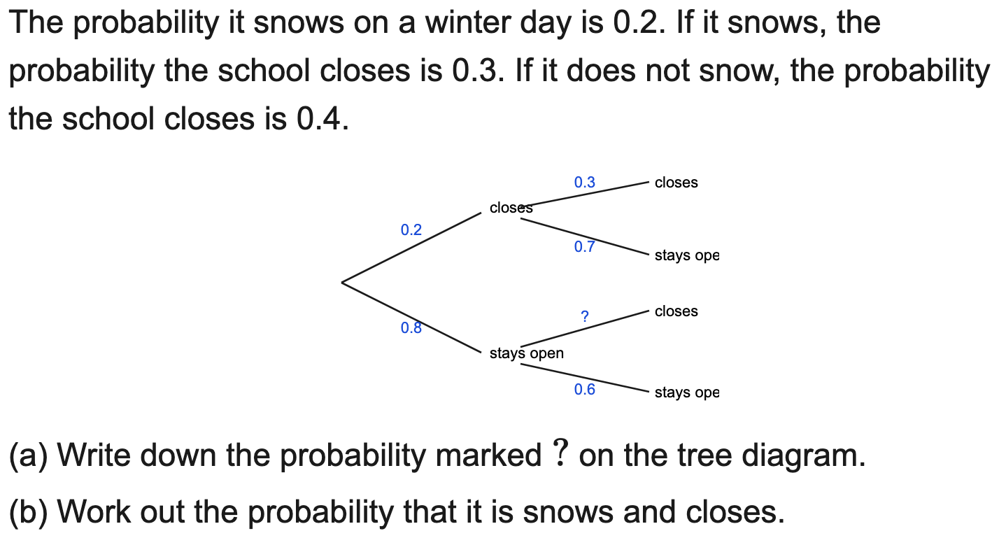 The probability it snows on a winter day is 0.2. If it snows, the
probability the school closes is 0.3. If it does not snow, the probability
the school closes is 0.4.
0.3
closes
closes
0.2
0.7
stays ope
?
closes
0.8
stays open
0.6
stays ope
(a) Write down the probability marked ? on the tree diagram.
(b) Work out the probability that it is snows and closes.